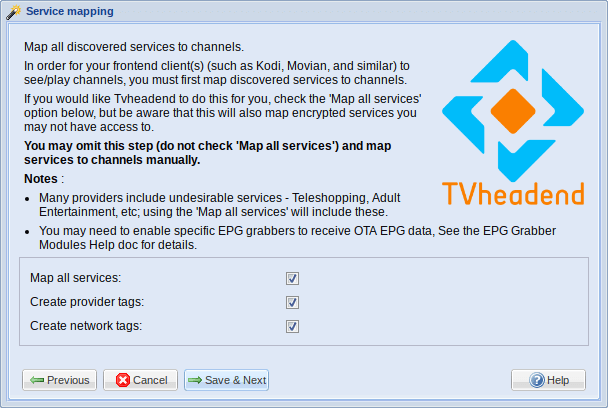 Service mapping
Map all discovered services to channels.
In order for your frontend client(s) (such as Kodi, Movian, and similar) to
see/play channels, you must first map discovered services to channels.
If you would like Tvheadend to do this for you, check the 'Map all services'
option below, but be aware that this will also map encrypted services you
may not have access to.
You may omit this step (do not check 'Map all services') and map
services to channels manually.
TVheadend
Notes :
Many providers include undesirable services - Teleshopping, Adult
Entertainment, etc; using the 'Map all services' will include these.
You may need to enable specific EPG grabbers to receive OTA EPG data, See the EPG Grabber
Modules Help doc for details.
Map all services:
Create provider tags:
Create network tags:
Previous Cancel Save & Next Help